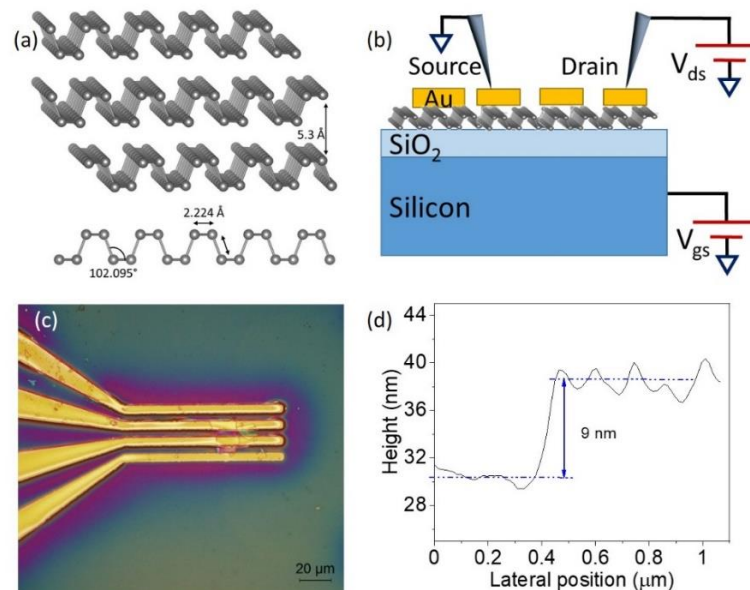 (a)
5.3 Å
2.224 Å
102.095°
(b)
Source
Drain
V_ds
Au
SiO₂
Silicon
V_gs
(c)
20 µm
(d)
44
40
36
32
28
Height (nm)
9 nm
0
0.2
0.4
0.6
0.8
1
Lateral position (µm)